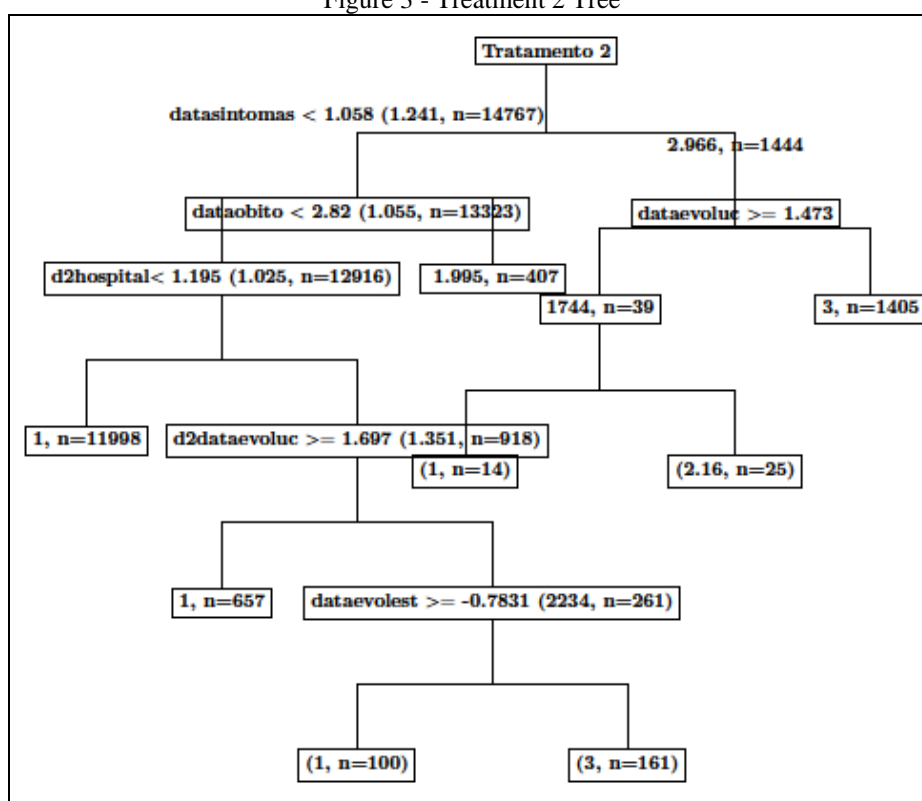 Figure 3 - Treatment 2 Tree
Tratamento 2
datasintomas < 1.058 (1.241, n=14767)
2.966, n=1444
dataobito < 2.82 (1.055, n=13323)
dataevoluc >= 1.473
d2hospital< 1.195 (1.025, n=12916)
1.995, n=407
1744, n=39
3, n=1405
1, n=11998
d2dataevoluc >= 1.697 (1.351, n=918)
(1, n=14)
(2.16, n=25)
1, n=657
dataevolest >= -0.7831 (2234, n=261)
(1, n=100)
(3, n=161)